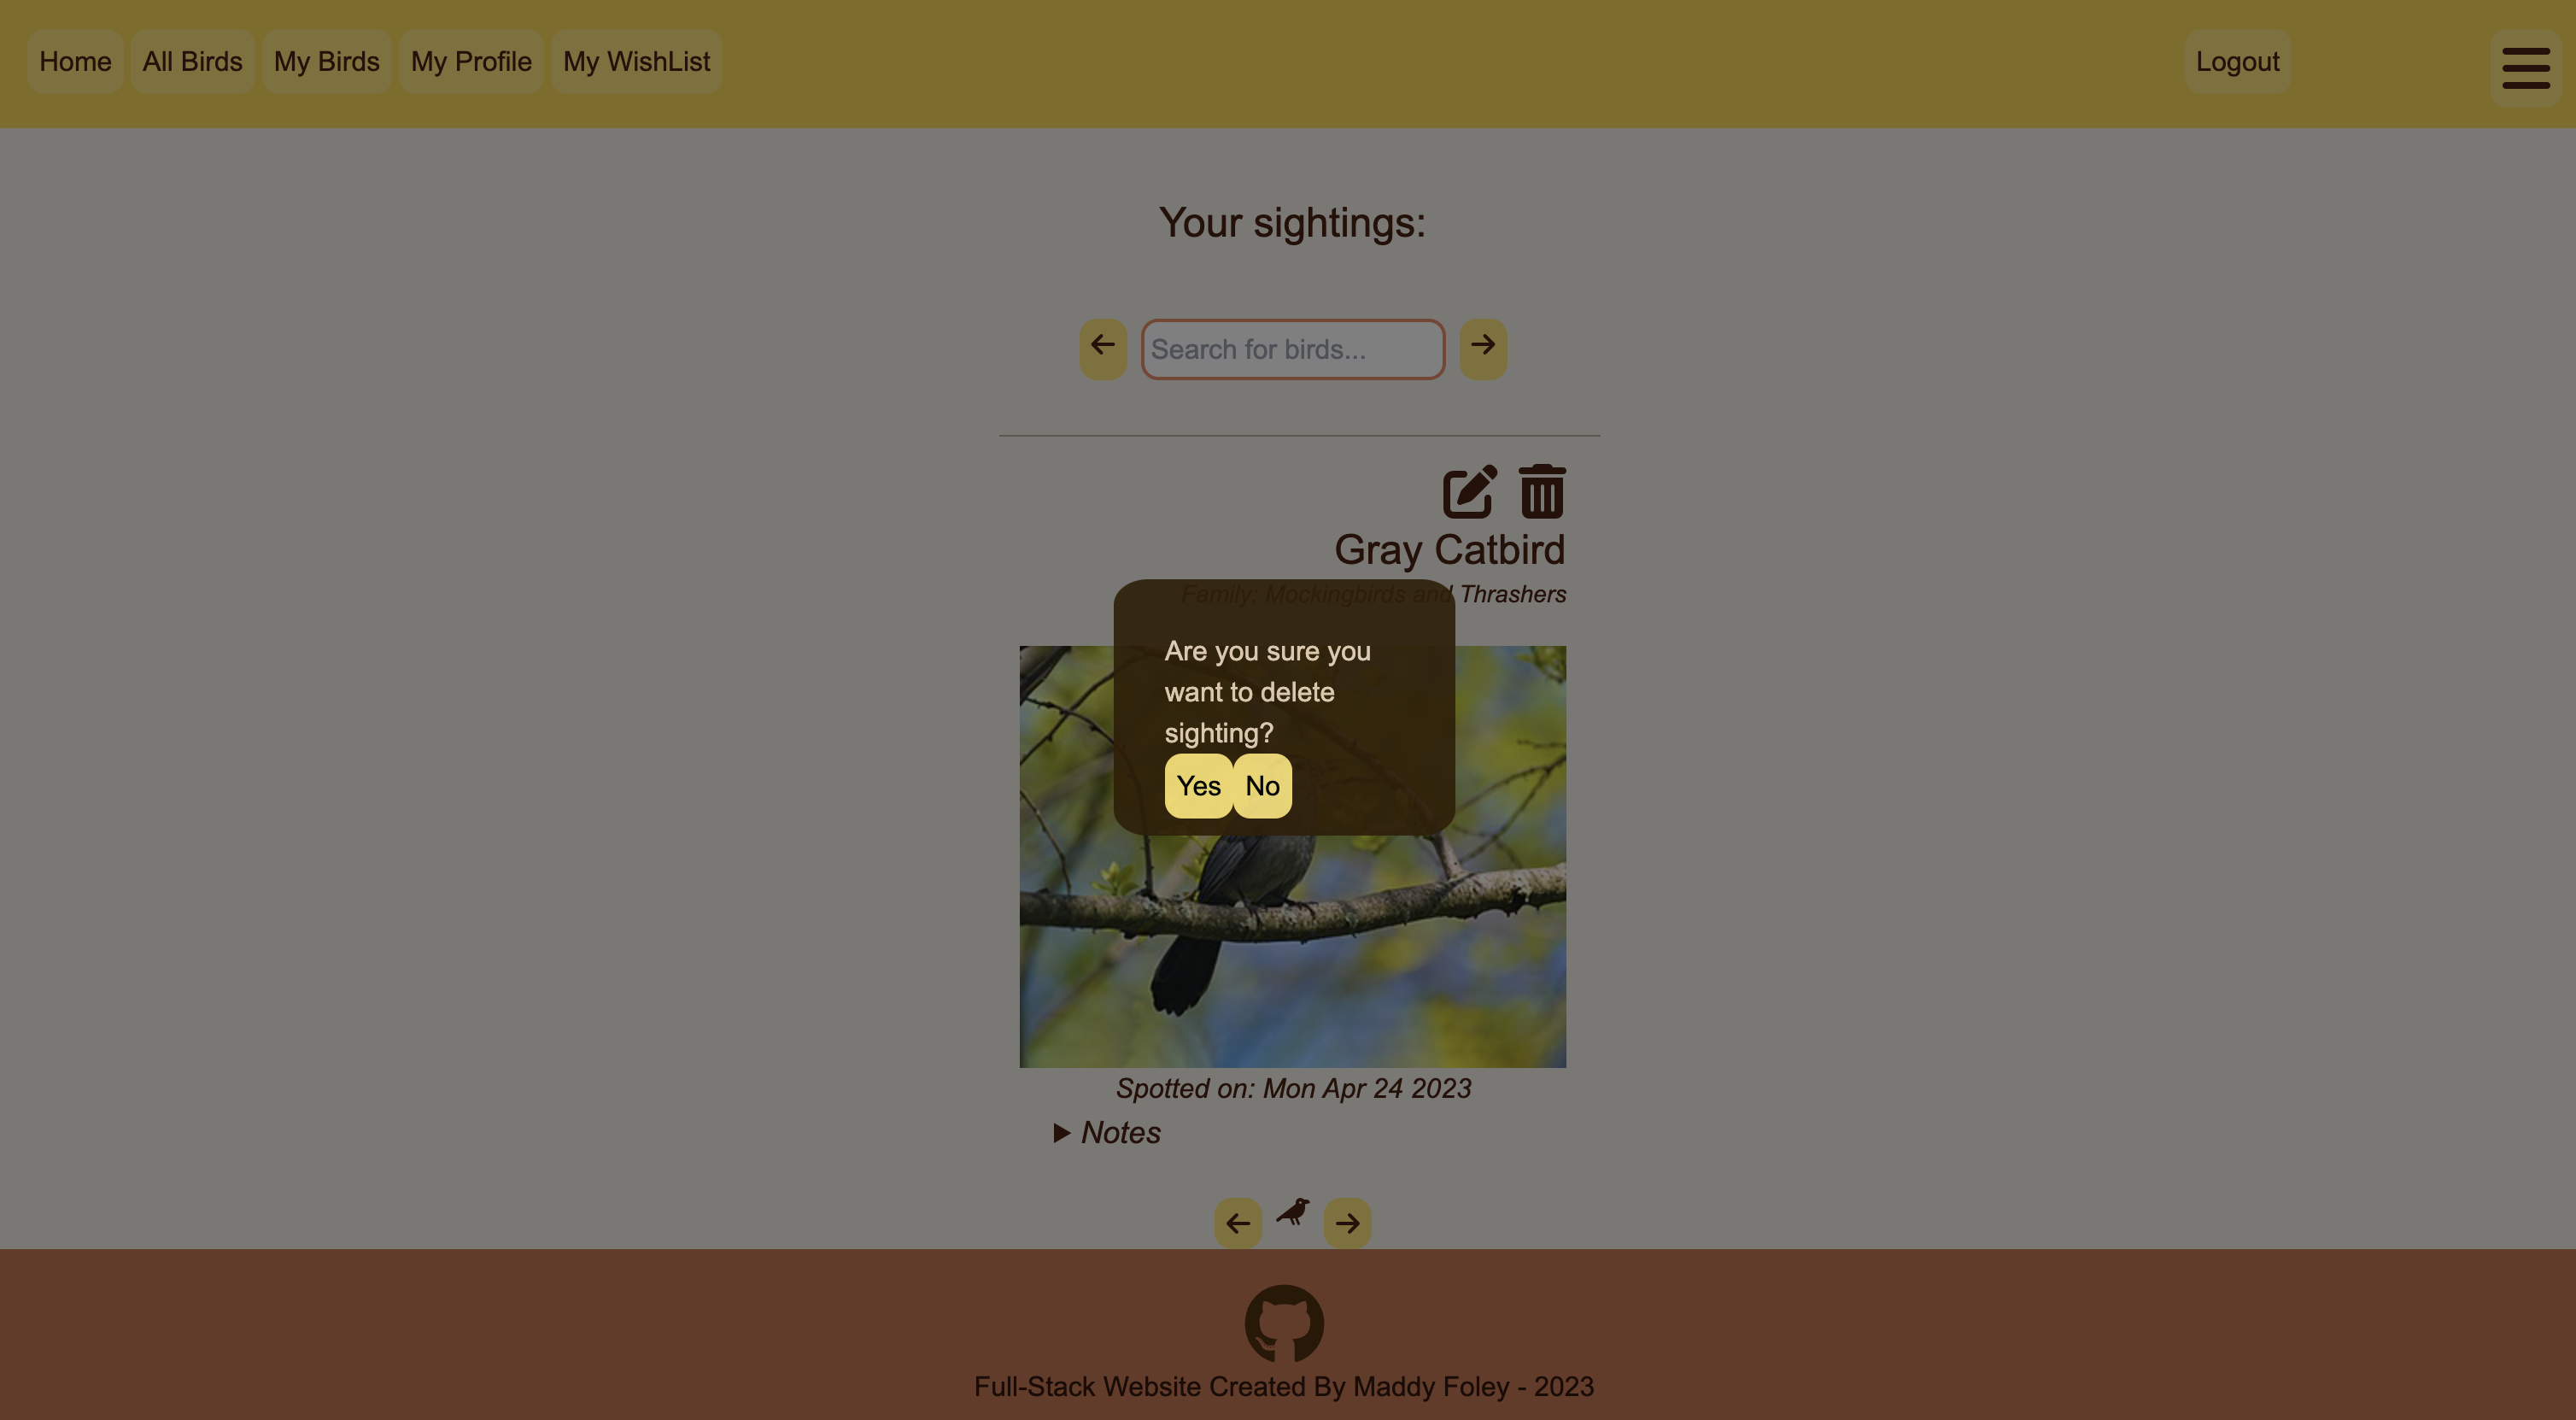 Home All Birds My Birds My Profile My WishList Logout
Your sightings:
Search for birds...
Gray Catbird
Family: Mockingbirds and Thrashers
Are you sure you
want to delete
sighting?
Yes No
Spotted on: Mon Apr 24 2023
Notes
Full-Stack Website Created By Maddy Foley - 2023